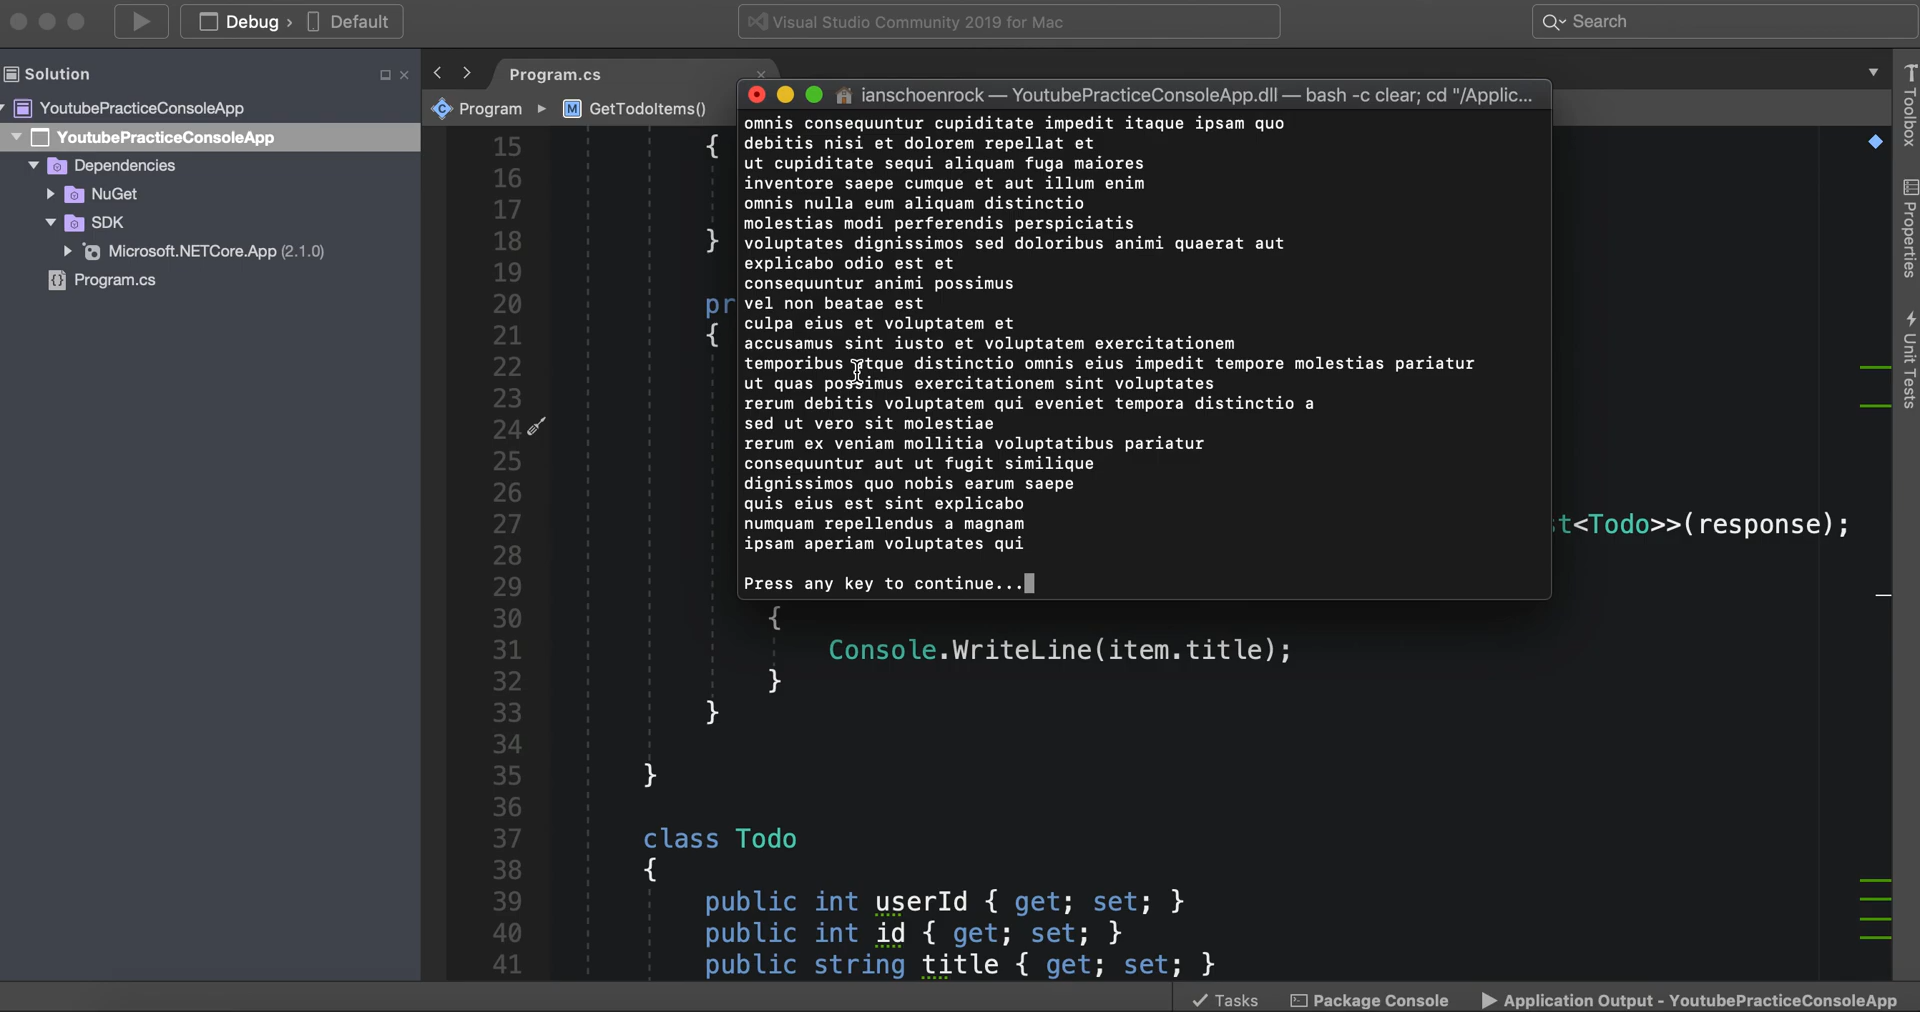 Debug › Default
Visual Studio Community 2019 for Mac
Search
Solution
YoutubePracticeConsoleApp
YoutubePracticeConsoleApp
Dependencies
NuGet
SDK
Microsoft.NETCore.App (2.1.0)
Program.cs
Program.cs
Program
GetTodoItems()
ianschoenrock — YoutubePracticeConsoleApp.dll — bash -c clear; cd "/Applic...
omnis consequuntur cupiditate impedit itaque ipsam quo
debitis nisi et dolorem repellat et
ut cupiditate sequi aliquam fuga maiores
inventore saepe cumque et aut illum enim
omnis nulla eum aliquam distinctio
molestias modi perferendis perspiciatis
voluptates dignissimos sed doloribus animi quaerat aut
explicabo odio est et
consequuntur animi possimus
vel non beatae est
culpa eius et voluptatem et
accusamus sint iusto et voluptatem exercitationem
temporibus atque distinctio omnis eius impedit tempore molestias pariatur
ut quas possimus exercitationem sint voluptates
rerum debitis voluptatem qui eveniet tempora distinctio a
sed ut vero sit molestiae
rerum ex veniam mollitia voluptatibus pariatur
consequuntur aut ut fugit similique
dignissimos quo nobis earum saepe
quis eius est sint explicabo
numquam repellendus a magnam
ipsam aperiam voluptates qui
Press any key to continue...
15 {
16
17
18 }
19
20 pr
21 {
22
23
24
25
26
27 st<Todo>>(response);
28
29
30 {
31 Console.WriteLine(item.title);
32 }
33 }
34
35 }
36
37 class Todo
38 {
39 public int userId { get; set; }
40 public int id { get; set; }
41 public string title { get; set; }
Toolbox
Properties
Unit Tests
Tasks
Package Console
Application Output - YoutubePracticeConsoleApp